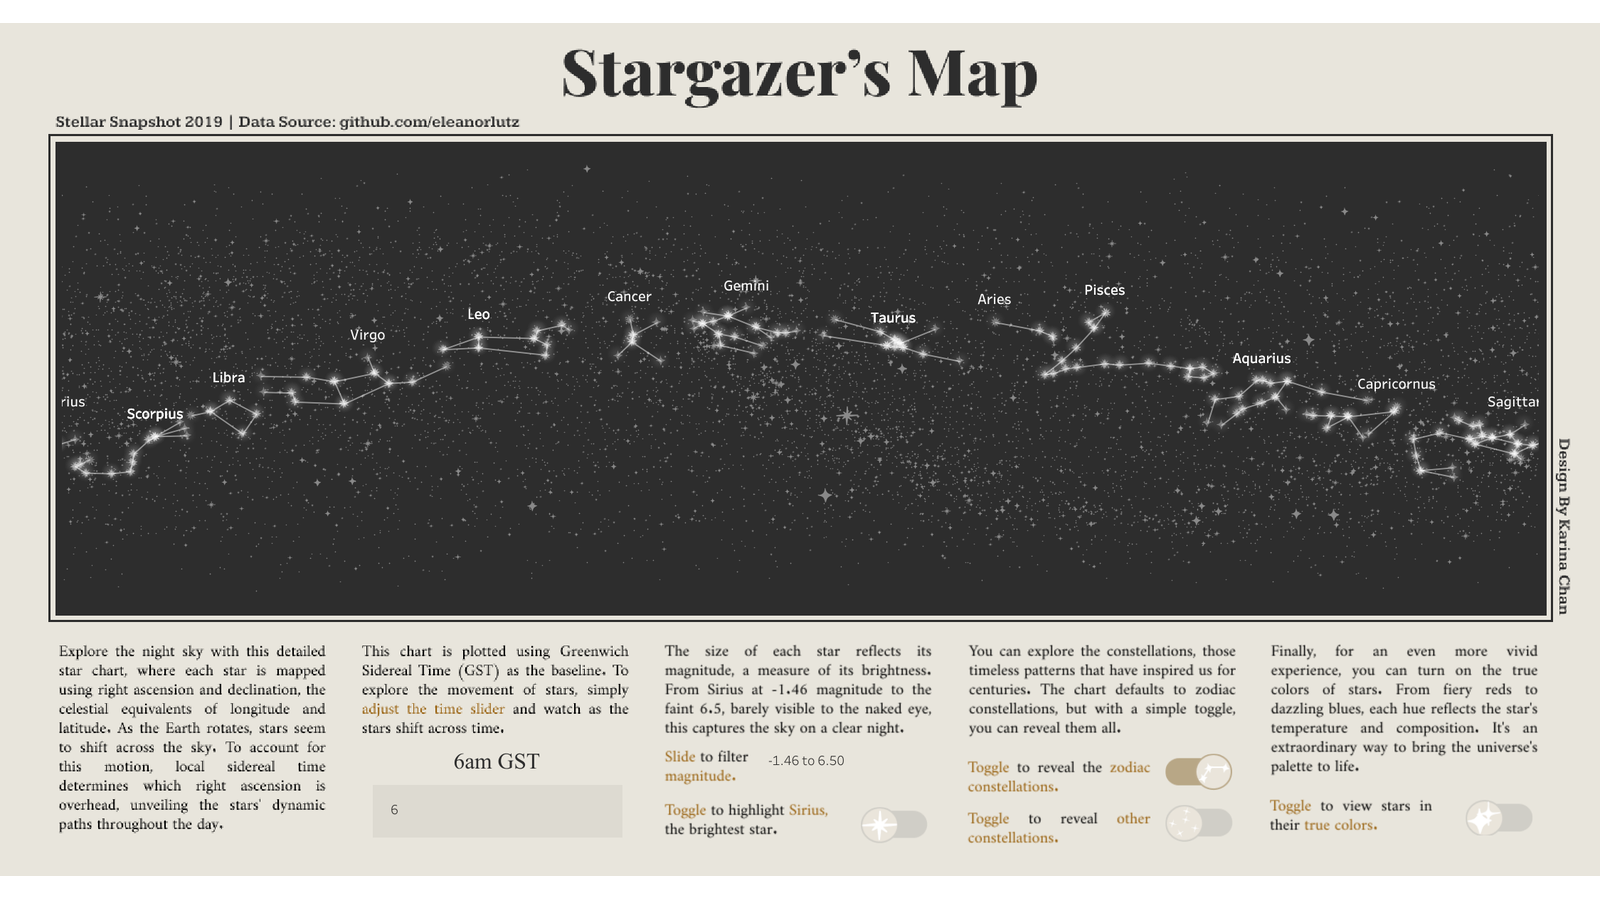 Stargazer’s Map
Stellar Snapshot 2019 | Data Source: github.com/eleanorlutz
Gemini
Pisces
Cancer
Aries
Leo
Taurus
Virgo
Aquarius
Libra
Capricornus
rius
Sagittar
Scorpius
Design By Karina Chan
Explore the night sky with this detailed
star chart, where each star is mapped
using right ascension and declination, the
celestial equivalents of longitude and
latitude. As the Earth rotates, stars seem
to shift across the sky. To account for
this motion, local sidereal time
determines which right ascension is
overhead, unveiling the stars' dynamic
paths throughout the day.
This chart is plotted using Greenwich
Sidereal Time (GST) as the baseline. To
explore the movement of stars, simply
adjust the time slider and watch as the
stars shift across time.
6am GST
6
The size of each star reflects its
magnitude, a measure of its brightness.
From Sirius at -1.46 magnitude to the
faint 6.5, barely visible to the naked eye,
this captures the sky on a clear night.
Slide to filter
magnitude.
-1.46 to 6.50
Toggle to highlight Sirius,
the brightest star.
You can explore the constellations, those
timeless patterns that have inspired us for
centuries. The chart defaults to zodiac
constellations, but with a simple toggle,
you can reveal them all.
Toggle to reveal the zodiac
constellations.
Toggle to reveal other
constellations.
Finally, for an even more vivid
experience, you can turn on the true
colors of stars. From fiery reds to
dazzling blues, each hue reflects the star's
temperature and composition. It's an
extraordinary way to bring the universe's
palette to life.
Toggle to view stars in
their true colors.